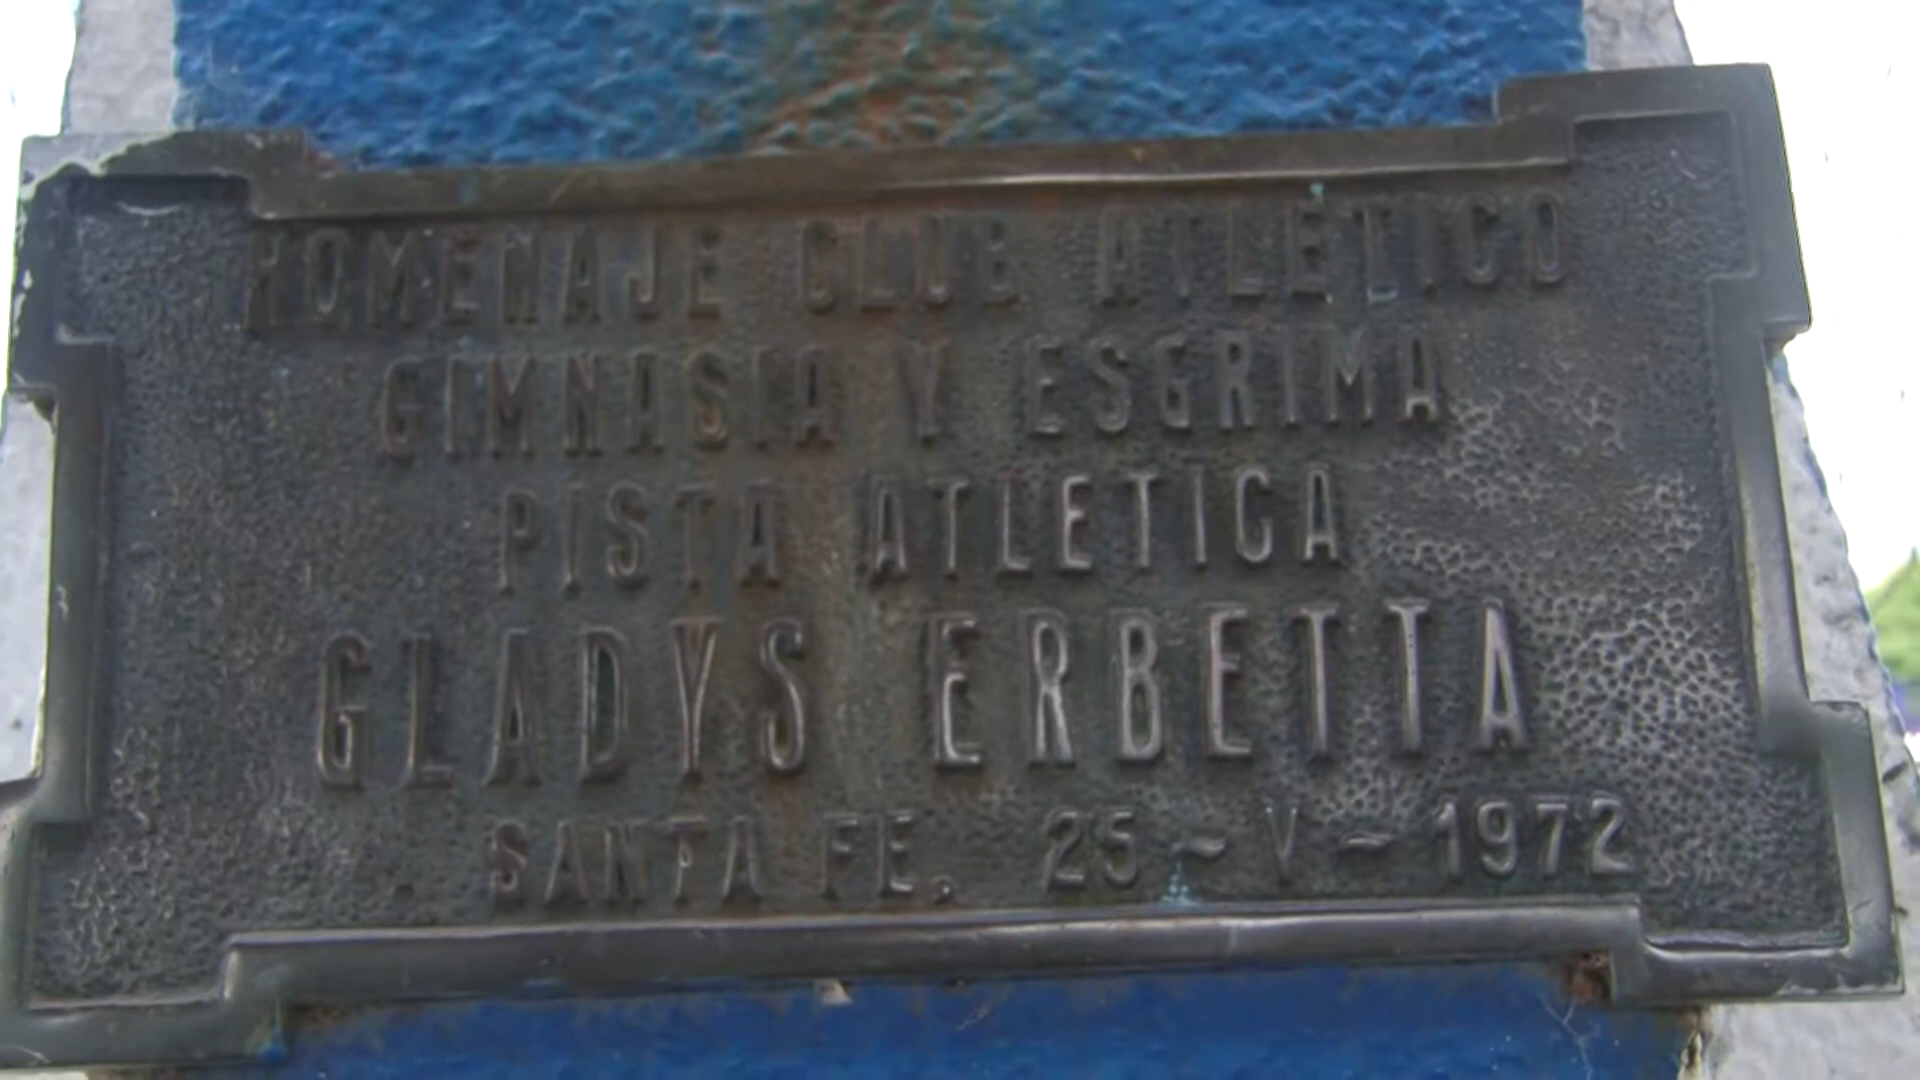 HOMENAJE CLUB ATLÉTICO
GIMNASIA Y ESGRIMA
PISTA ATLETICA
GLADYS ERBETTA
SANTA FE, 25 - V - 1972